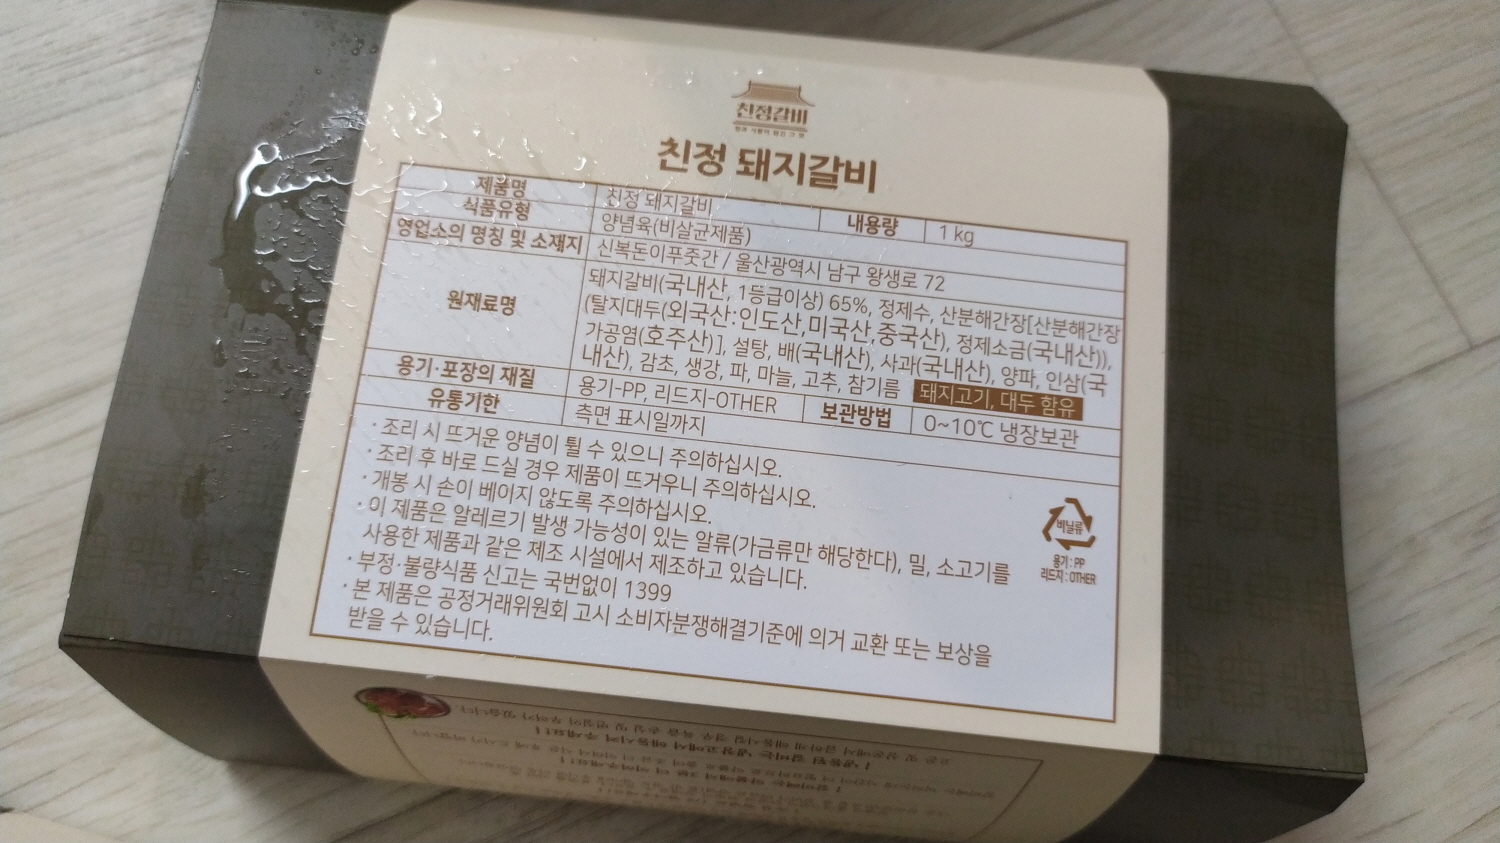 친정갈비
친정 돼지갈비
제품명 친정 돼지갈비 내용량 1 kg
식품유형 양념육(비살균제품)
영업소의 명칭 및 소재지 신복돈이푸줏간 / 울산광역시 남구 왕생로 72
원재료명 돼지갈비(국내산, 1등급이상) 65%, 정제수, 산분해간장[산분해간장
(탈지대두(외국산:인도산,미국산,중국산), 정제소금(국내산)),
가공염(호주산)], 설탕, 배(국내산), 사과(국내산), 양파, 인삼(국
내산), 감초, 생강, 파, 마늘, 고추, 참기름 돼지고기, 대두 함유
용기·포장의 재질 용기-PP, 리드지-OTHER 보관방법 0~10℃ 냉장보관
유통기한 측면 표시일까지
· 조리 시 뜨거운 양념이 튈 수 있으니 주의하십시오.
· 조리 후 바로 드실 경우 제품이 뜨거우니 주의하십시오.
· 개봉 시 손이 베이지 않도록 주의하십시오.
· 이 제품은 알레르기 발생 가능성이 있는 알류(가금류만 해당한다), 밀, 소고기를
사용한 제품과 같은 제조 시설에서 제조하고 있습니다.
· 부정·불량식품 신고는 국번없이 1399
· 본 제품은 공정거래위원회 고시 소비자분쟁해결기준에 의거 교환 또는 보상을
받을 수 있습니다.
비닐류
용기 : PP
리드지 : OTHER